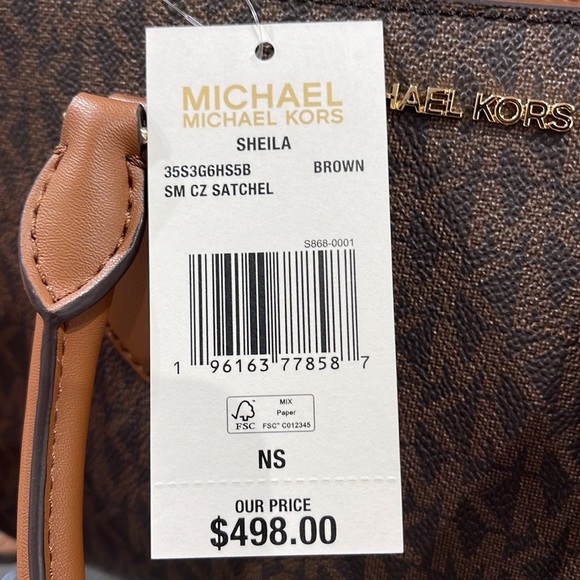 MICHAEL
MICHAEL KORS
HAEL KORS
SHEILA
35S3G6HS5B BROWN
SM CZ SATCHEL
S868-0001
1 96163 77858 7
FSC
MIX
Paper
FSC® C012345
NS
OUR PRICE
$498.00